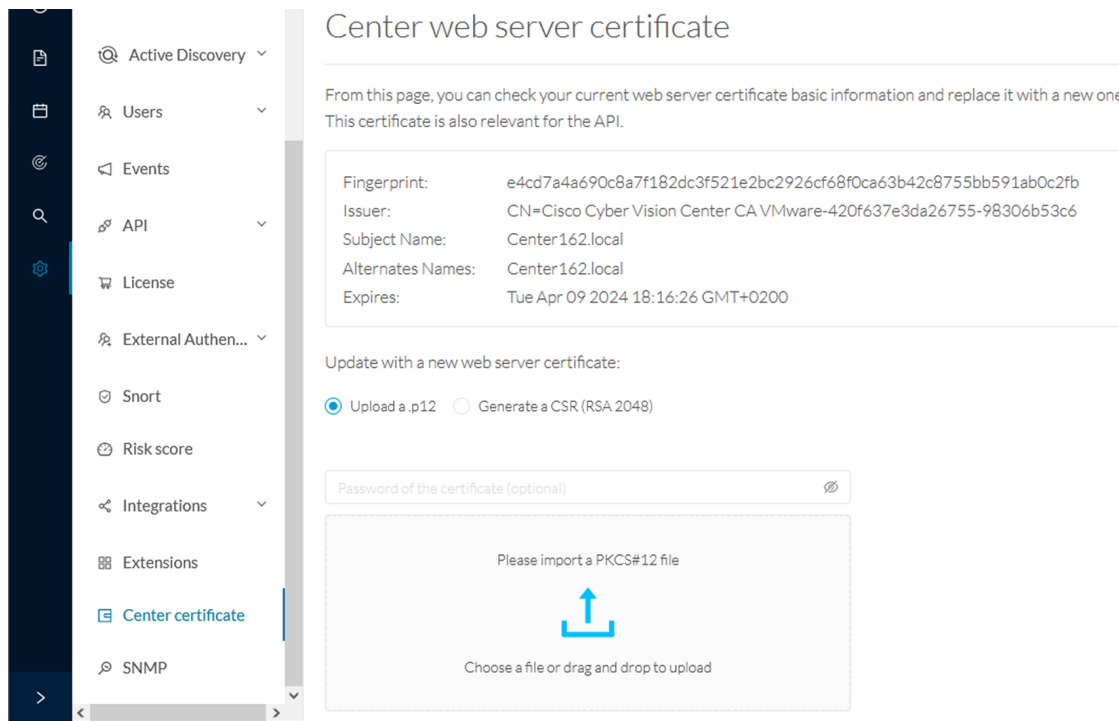 Active Discovery
Users
Events
API
License
External Authen...
Snort
Risk score
Integrations
Extensions
Center certificate
SNMP
Center web server certificate
From this page, you can check your current web server certificate basic information and replace it with a new one
This certificate is also relevant for the API.
Fingerprint: e4cd7a4a690c8a7f182dc3f521e2bc2926cf68f0ca63b42c8755bb591ab0c2fb
Issuer: CN=Cisco Cyber Vision Center CA VMware-420f637e3da26755-98306b53c6
Subject Name: Center162.local
Alternates Names: Center162.local
Expires: Tue Apr 09 2024 18:16:26 GMT+0200
Update with a new web server certificate:
Upload a .p12 Generate a CSR (RSA 2048)
Password of the certificate (optional)
Please import a PKCS#12 file
Choose a file or drag and drop to upload